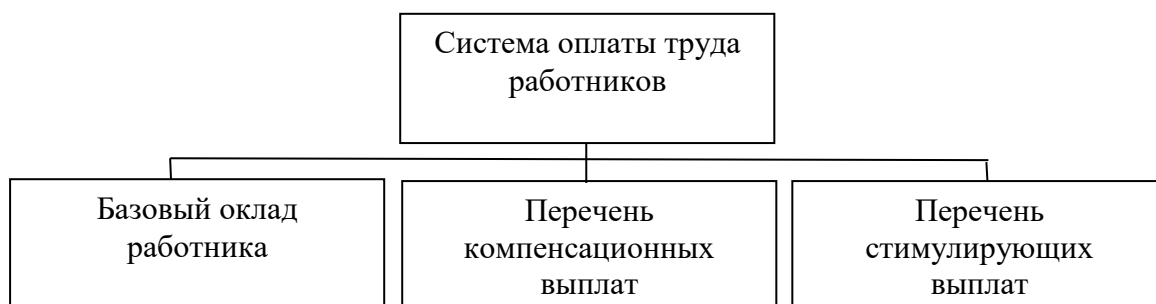 Система оплаты труда
работников
Базовый оклад
работника
Перечень
компенсационных
выплат
Перечень
стимулирующих
выплат